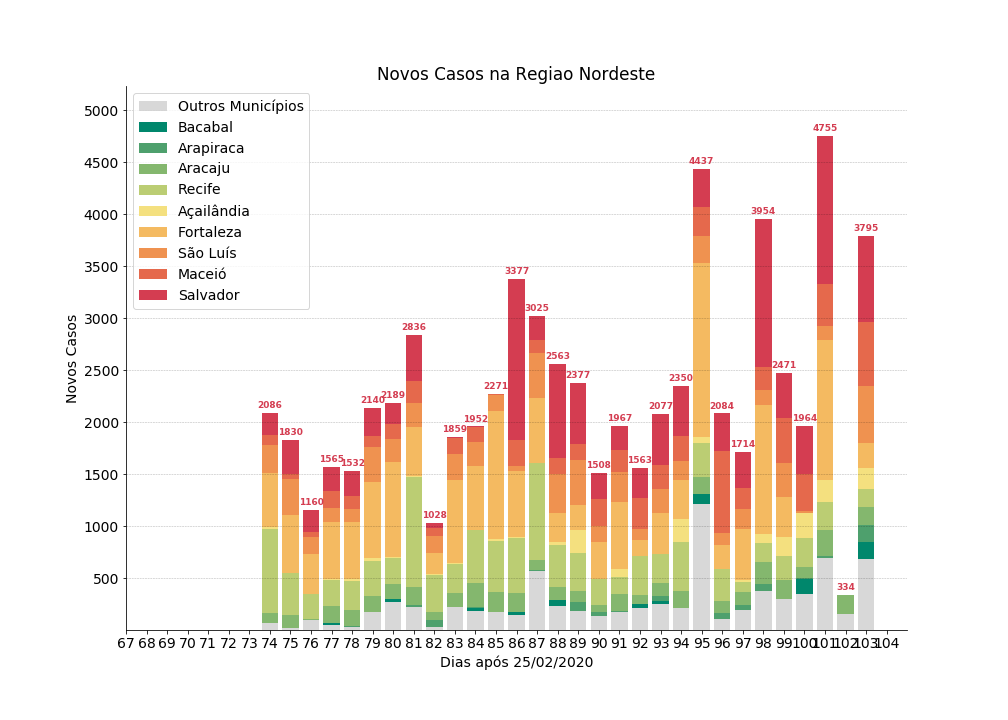 Novos Casos na Regiao Nordeste
Outros Municípios
Bacabal
Arapiraca
Aracaju
Recife
Açailândia
Fortaleza
São Luís
Maceió
Salvador
Novos Casos
5000
4500
4000
3500
3000
2500
2000
1500
1000
500
2086
1830
1160
1565
1532
2140
2189
2836
1028
1859
1952
2271
3377
3025
2563
2377
1508
1967
1563
2077
2350
4437
2084
1714
3954
2471
1964
4755
334
3795
67 68 69 70 71 72 73 74 75 76 77 78 79 80 81 82 83 84 85 86 87 88 89 90 91 92 93 94 95 96 97 98 99 100 101 102 103 104
Dias após 25/02/2020